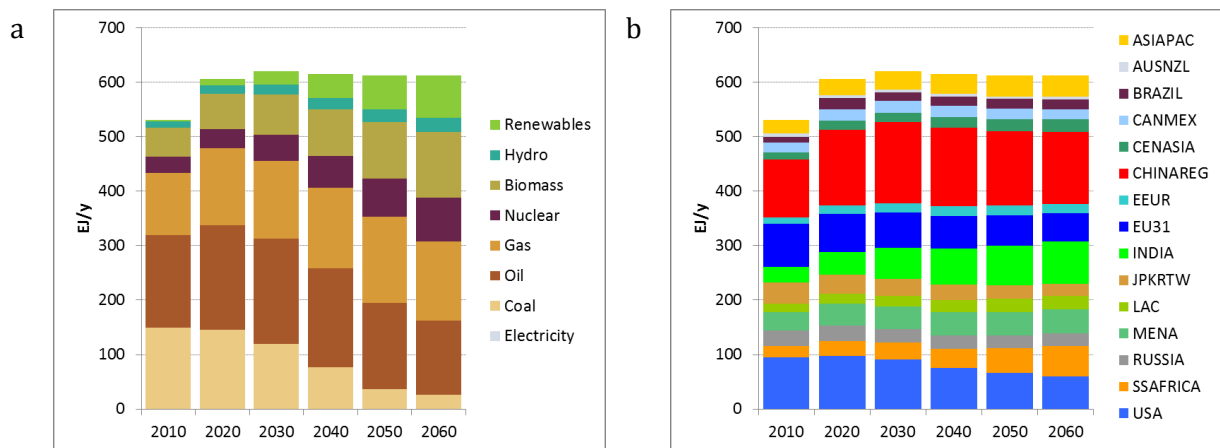 a
EJ/y
700
600
500
400
300
200
100
0
2010 2020 2030 2040 2050 2060
Renewables
Hydro
Biomass
Nuclear
Gas
Oil
Coal
Electricity
b
EJ/y
700
600
500
400
300
200
100
0
2010 2020 2030 2040 2050 2060
ASIAPAC
AUSNZL
BRAZIL
CANMEX
CENASIA
CHINAREG
EEUR
EU31
INDIA
JPKRTW
LAC
MENA
RUSSIA
SSAFRICA
USA